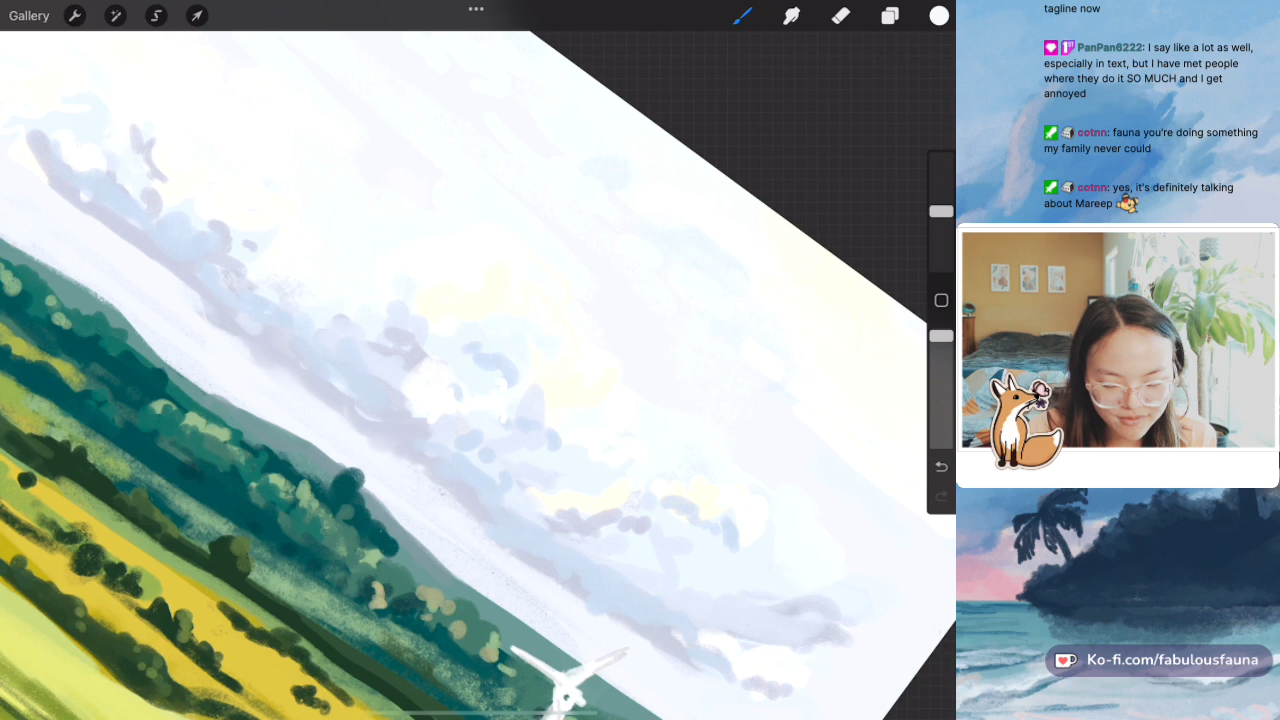 Gallery
tagline now
PanPan6222: I say like a lot as well,
especially in text, but I have met people
where they do it SO MUCH and I get
annoyed
cotnn: fauna you're doing something
my family never could
cotnn: yes, it's definitely talking
about Mareep
Ko-fi.com/fabulousfauna